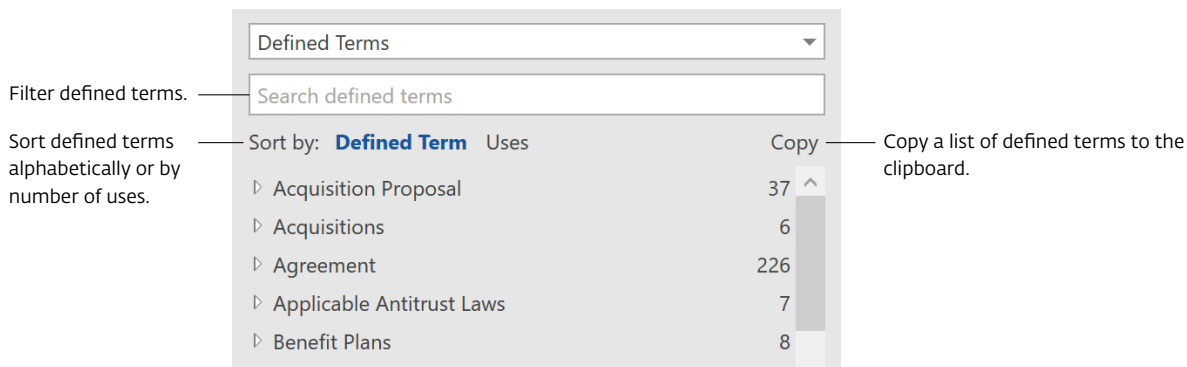 Defined Terms
Filter defined terms.
Search defined terms
Sort defined terms
alphabetically or by
number of uses.
Sort by: Defined Term Uses Copy
Copy a list of defined terms to the
clipboard.
Acquisition Proposal 37
Acquisitions 6
Agreement 226
Applicable Antitrust Laws 7
Benefit Plans 8